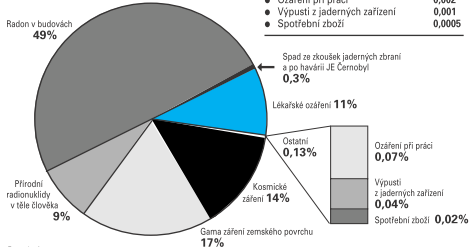 Ozáření při práci 0,002
Výpusti z jaderných zařízení 0,001
Spotřební zboží 0,0005
Radon v budovách
49%
Spad ze zkoušek jaderných zbraní
a po havárii JE Černobyl
0,3%
Lékařské ozáření 11%
Ostatní
0,13%
Ozáření při práci
0,07%
Výpusti
z jaderných zařízení
0,04%
Spotřební zboží 0,02%
Kosmické
záření 14%
Přírodní
radionuklidy
v těle člověka
9%
Gama záření zemského povrchu
17%